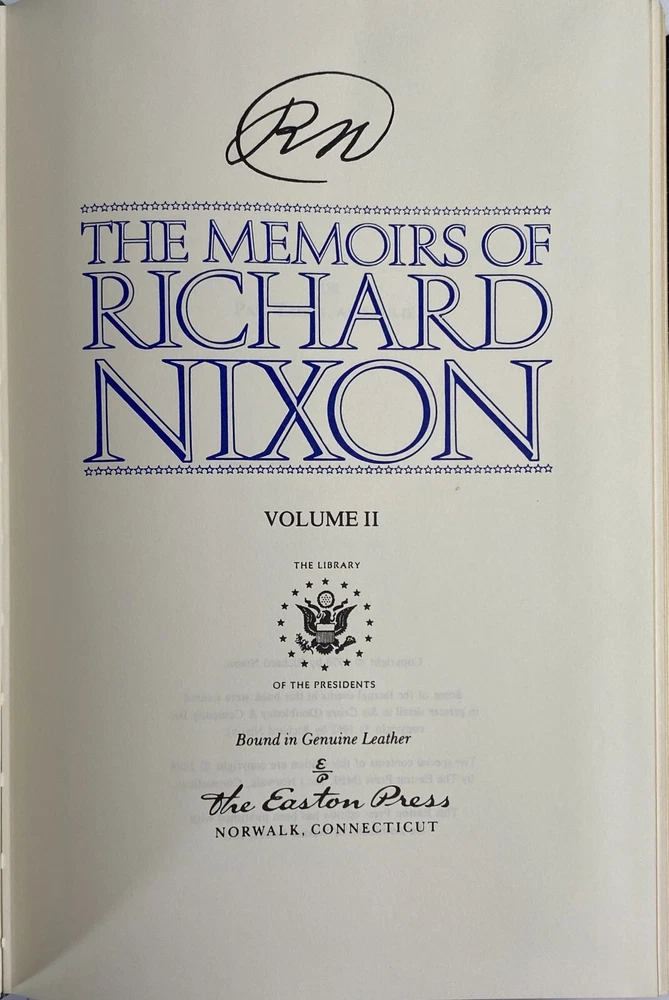 RN
THE MEMOIRS OF
RICHARD
NIXON
VOLUME II
THE LIBRARY
OF THE PRESIDENTS
Bound in Genuine Leather
E
P
The Easton Press
NORWALK, CONNECTICUT